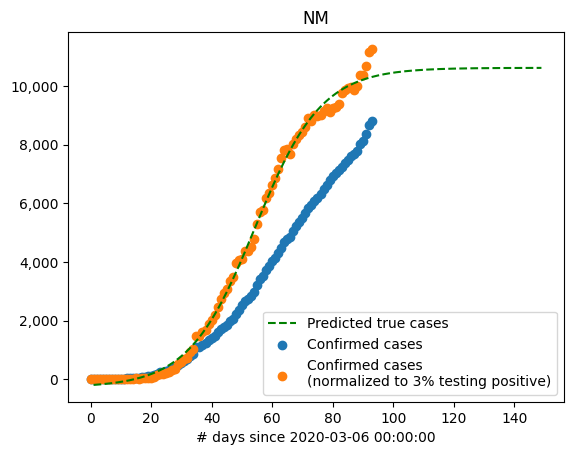 NM
10,000
8,000
6,000
4,000
2,000
0
Predicted true cases
Confirmed cases
Confirmed cases
(normalized to 3% testing positive)
0 20 40 60 80 100 120 140
# days since 2020-03-06 00:00:00